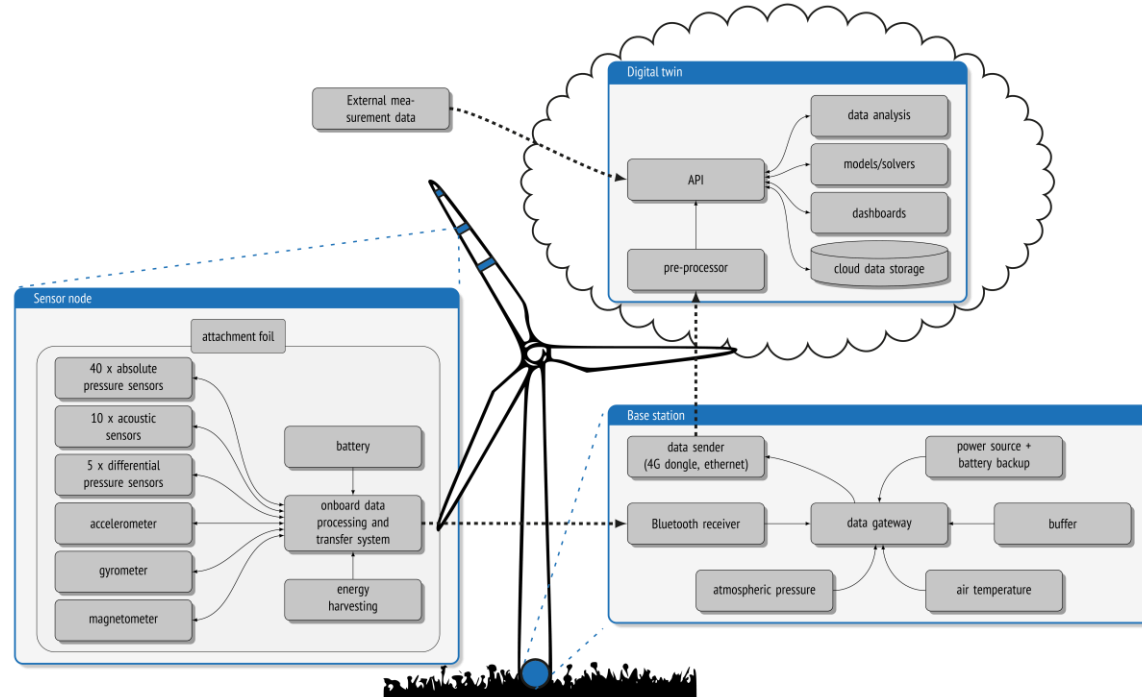 Digital twin
External mea-
surement data
data analysis
API
models/solvers
dashboards
pre-processor
cloud data storage
Sensor node
attachment foil
40 x absolute
pressure sensors
10 x acoustic
sensors
5 x differential
pressure sensors
accelerometer
gyrometer
magnetometer
battery
onboard data
processing and
transfer system
energy
harvesting
Base station
data sender
(4G dongle, ethernet)
power source +
battery backup
Bluetooth receiver
data gateway
buffer
atmospheric pressure
air temperature